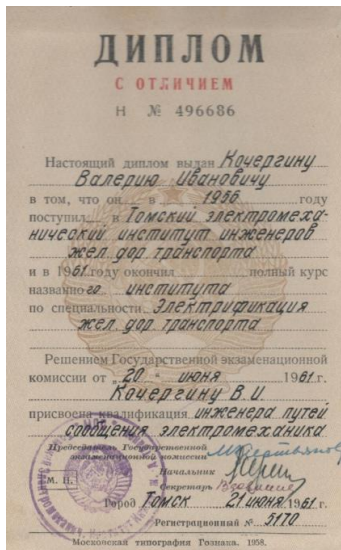 ДИПЛОМ
С ОТЛИЧИЕМ
Н № 496686
Настоящий диплом выдан Кочергину
Валерию Ивановичу
в том, что он в 1956 году
поступил в Томский электромеха-
нический институт инженеров
жел. дор. транспорта
и в 1961 году окончил полный курс
названного института
по специальности Электрификация
жел. дор. транспорта
Решением Государственной экзаменационной
комиссии от „20“ июня 1961 г.
Кочергину В.И.
присвоена квалификация инженера путей
сообщения электромеханика
Председатель Государственной
экзаменационной комиссии
Начальник
М. П. Секретарь
Город Томск 21 июня 1961 г.
Регистрационный № 5170
Московская типография Гознака. 1958.